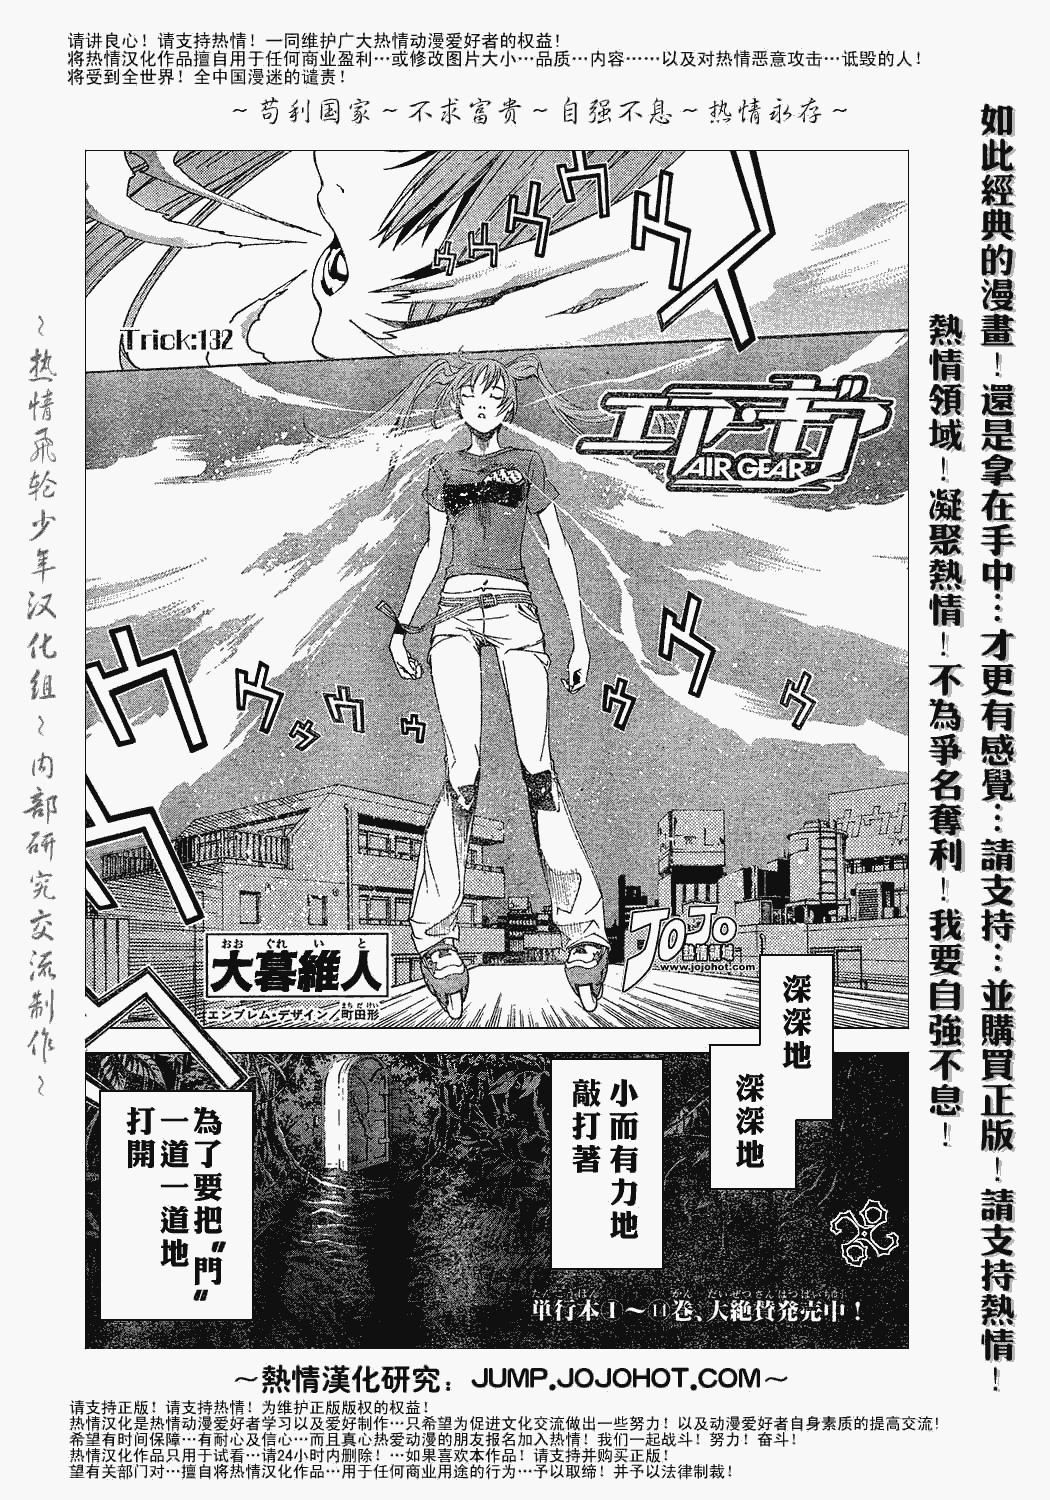 请讲良心！请支持热情！一同维护广大热情动漫爱好者的权益！
将热情汉化作品擅自用于任何商业盈利…或修改图片大小…品质…内容……以及对热情恶意攻击…诋毁的人！
将受到全世界！全中国漫迷的谴责！
～苟利国家～不求富贵～自强不息～热情永存～
如此經典的漫畫！還是拿在手中…才更有感覺…請支持…並購買正版！請支持熱情！
熱情領域！凝聚熱情！不為爭名奪利！我要自強不息！
～热情飛轮少年汉化组～内部研究交流制作～
Trick:132
エア・ギア
AIR GEAR
ゥゥゥゥゥ
おおぐれいと
大暮維人
まちだけい
エンブレム・デザイン／町田形
JoJo
熱情領域
www.jojohot.com
深深地
深深地
小而有力地
敲打著
為了要把〝門〞
一道一道地
打開
単行本①～⑪巻、大絶賛発売中！
～熱情漢化研究：JUMP.JOJOHOT.COM～
请支持正版！请支持热情！为维护正版版权的权益！
热情汉化是热情动漫爱好者学习以及爱好制作…只希望为促进文化交流做出一些努力！以及动漫爱好者自身素质的提高交流！
希望有时间保障…有耐心及信心…而且真心热爱动漫的朋友报名加入热情！我们一起战斗！努力！奋斗！
热情汉化作品只用于试看…请24小时内删除！…如果喜欢本作品！请支持并购买正版！
望有关部门对…擅自将热情汉化作品…用于任何商业用途的行为…予以取缔！并予以法律制裁！